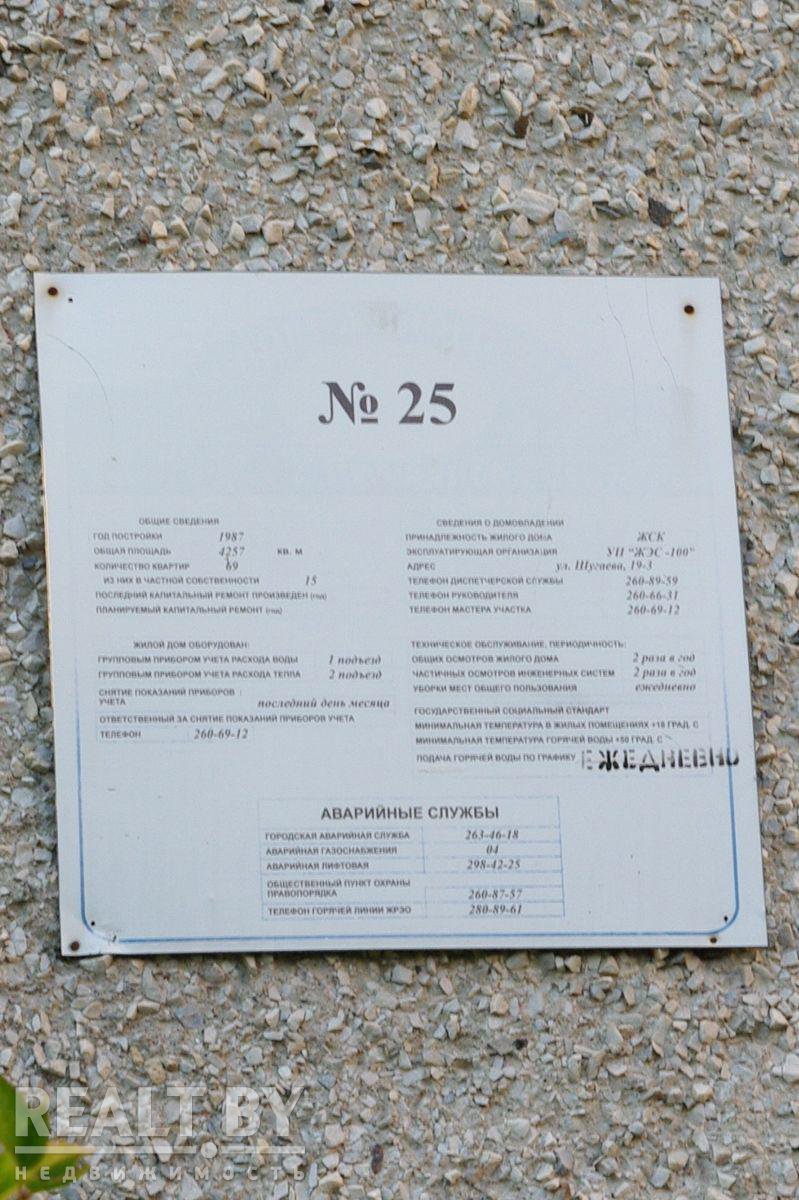 № 25
ОБЩИЕ СВЕДЕНИЯ
ГОД ПОСТРОЙКИ 1987
ОБЩАЯ ПЛОЩАДЬ 4257 КВ. М
КОЛИЧЕСТВО КВАРТИР 69
ИЗ НИХ В ЧАСТНОЙ СОБСТВЕННОСТИ 15
ПОСЛЕДНИЙ КАПИТАЛЬНЫЙ РЕМОНТ ПРОИЗВЕДЕН (год)
ПЛАНИРУЕМЫЙ КАПИТАЛЬНЫЙ РЕМОНТ (год)
СВЕДЕНИЯ О ДОМОВЛАДЕНИИ
ПРИНАДЛЕЖНОСТЬ ЖИЛОГО ДОМА ЖСК
ЭКСПЛУАТИРУЮЩАЯ ОРГАНИЗАЦИЯ УП "ЖЭС -100"
АДРЕС ул. Шугаева, 19-3
ТЕЛЕФОН ДИСПЕТЧЕРСКОЙ СЛУЖБЫ 260-89-59
ТЕЛЕФОН РУКОВОДИТЕЛЯ 260-66-31
ТЕЛЕФОН МАСТЕРА УЧАСТКА 260-69-12
ЖИЛОЙ ДОМ ОБОРУДОВАН:
ГРУППОВЫМ ПРИБОРОМ УЧЕТА РАСХОДА ВОДЫ 1 подъезд
ГРУППОВЫМ ПРИБОРОМ УЧЕТА РАСХОДА ТЕПЛА 2 подъезд
СНЯТИЕ ПОКАЗАНИЙ ПРИБОРОВ :
УЧЕТА последний день месяца
ОТВЕТСТВЕННЫЙ ЗА СНЯТИЕ ПОКАЗАНИЙ ПРИБОРОВ УЧЕТА
ТЕЛЕФОН 260-69-12
ТЕХНИЧЕСКОЕ ОБСЛУЖИВАНИЕ, ПЕРИОДИЧНОСТЬ:
ОБЩИХ ОСМОТРОВ ЖИЛОГО ДОМА 2 раза в год
ЧАСТИЧНЫХ ОСМОТРОВ ИНЖЕНЕРНЫХ СИСТЕМ 2 раза в год
УБОРКИ МЕСТ ОБЩЕГО ПОЛЬЗОВАНИЯ ежедневно
ГОСУДАРСТВЕННЫЙ СОЦИАЛЬНЫЙ СТАНДАРТ
МИНИМАЛЬНАЯ ТЕМПЕРАТУРА В ЖИЛЫХ ПОМЕЩЕНИЯХ +18 ГРАД. С
МИНИМАЛЬНАЯ ТЕМПЕРАТУРА ГОРЯЧЕЙ ВОДЫ +50 ГРАД. С
ПОДАЧА ГОРЯЧЕЙ ВОДЫ ПО ГРАФИКУ ЕЖЕДНЕВНО
АВАРИЙНЫЕ СЛУЖБЫ
ГОРОДСКАЯ АВАРИЙНАЯ СЛУЖБА 263-46-18
АВАРИЙНАЯ ГАЗОСНАБЖЕНИЯ 04
АВАРИЙНАЯ ЛИФТОВАЯ 298-42-25
ОБЩЕСТВЕННЫЙ ПУНКТ ОХРАНЫ
ПРАВОПОРЯДКА 260-87-57
ТЕЛЕФОН ГОРЯЧЕЙ ЛИНИИ ЖРЭО 280-89-61
REALT.BY
НЕДВИЖИМОСТЬ